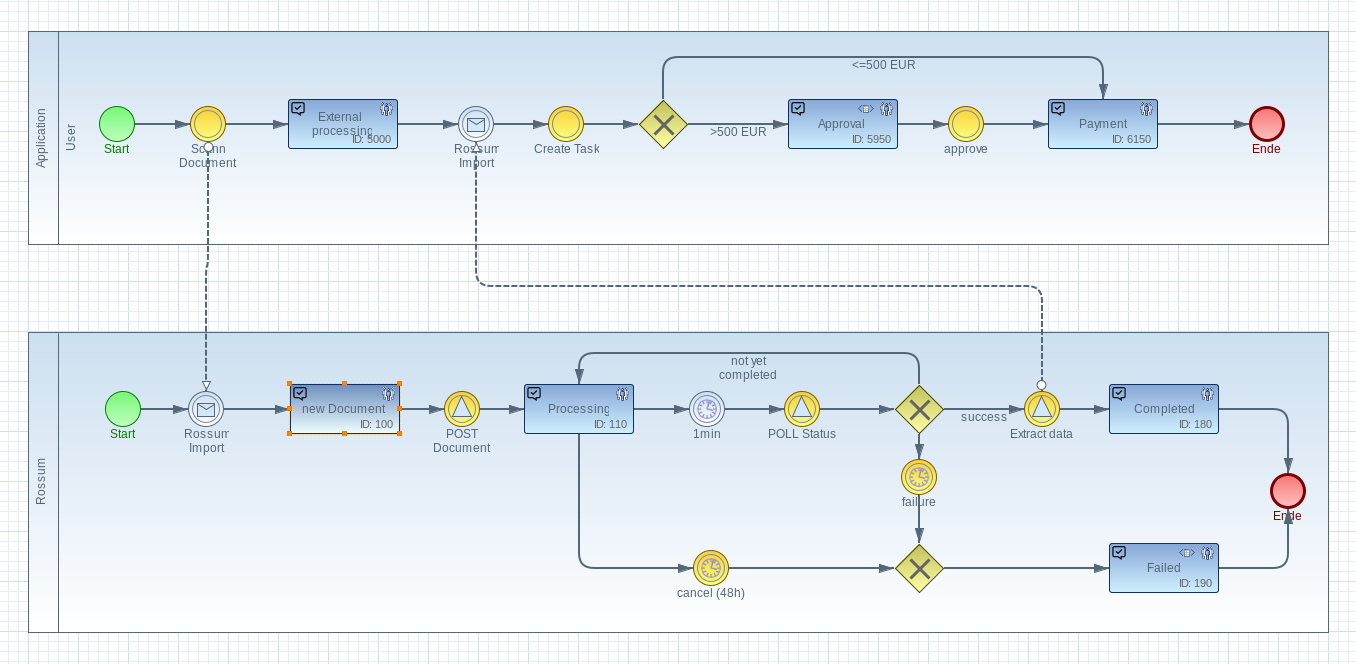 <=500 EUR
Application
User
Start
Scann
Document
External
processing
ID: 5000
Rossum
Import
Create Task
>500 EUR
Approval
ID: 5950
approve
Payment
ID: 6150
Ende
Rossum
not yet
completed
Start
Rossum
Import
new Document
ID: 100
POST
Document
Processing
ID: 110
1min
POLL Status
success
Extract data
Completed
ID: 180
failure
Ende
cancel (48h)
Failed
ID: 190